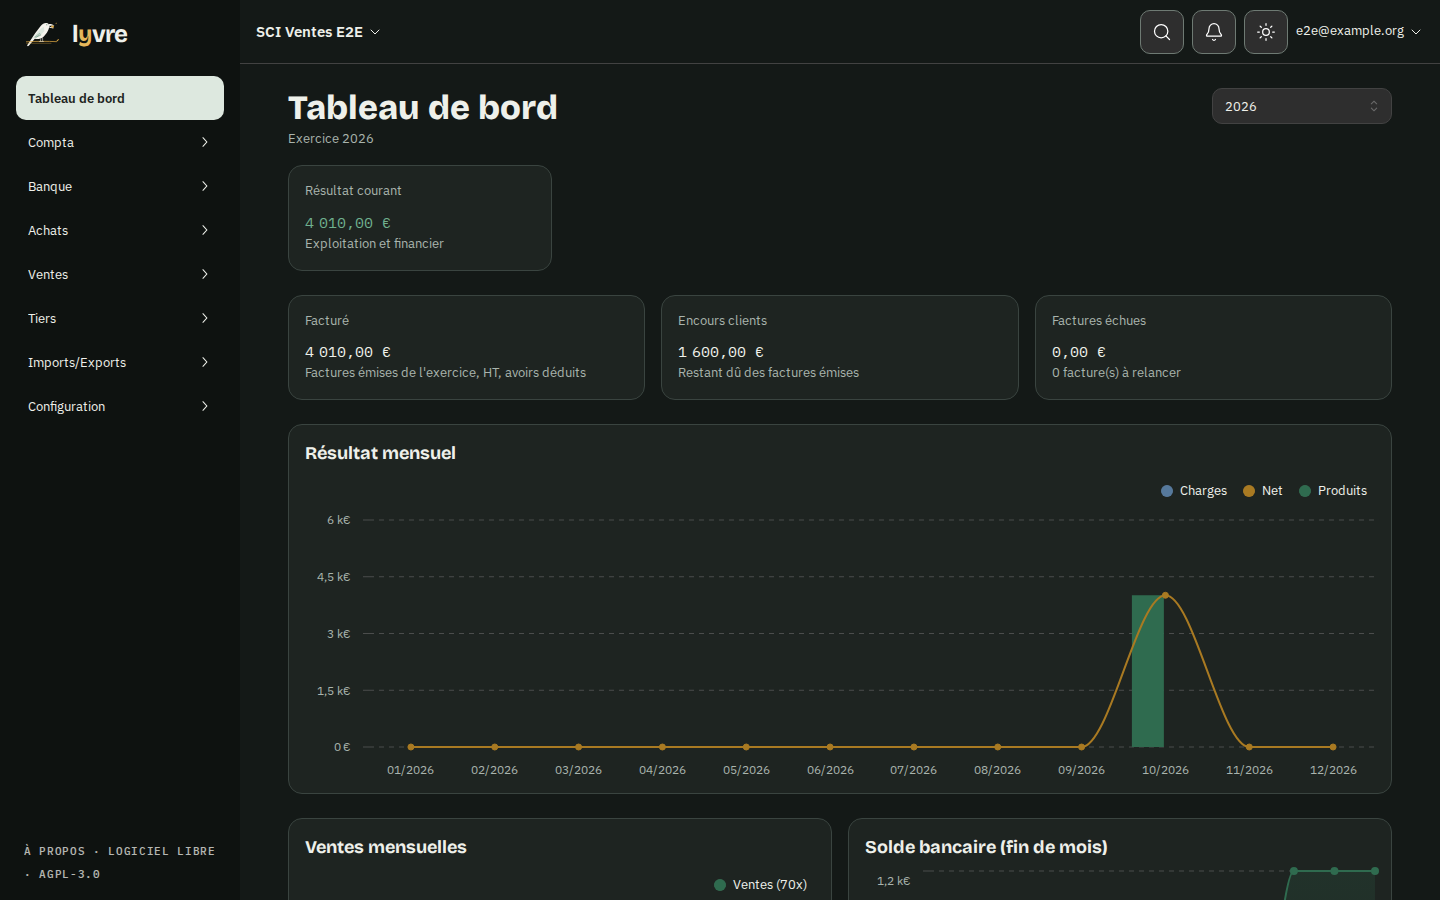 lyvre
SCI Ventes E2E
e2e@example.org
Tableau de bord
Compta
Banque
Achats
Ventes
Tiers
Imports/Exports
Configuration
À PROPOS · LOGICIEL LIBRE
· AGPL-3.0
Tableau de bord
2026
Exercice 2026
Résultat courant
4 010,00 €
Exploitation et financier
Facturé
4 010,00 €
Factures émises de l'exercice, HT, avoirs déduits
Encours clients
1 600,00 €
Restant dû des factures émises
Factures échues
0,00 €
0 facture(s) à relancer
Résultat mensuel
Charges Net Produits
6 k€
4,5 k€
3 k€
1,5 k€
0 €
01/2026 02/2026 03/2026 04/2026 05/2026 06/2026 07/2026 08/2026 09/2026 10/2026 11/2026 12/2026
Ventes mensuelles
Ventes (70x)
Solde bancaire (fin de mois)
1,2 k€